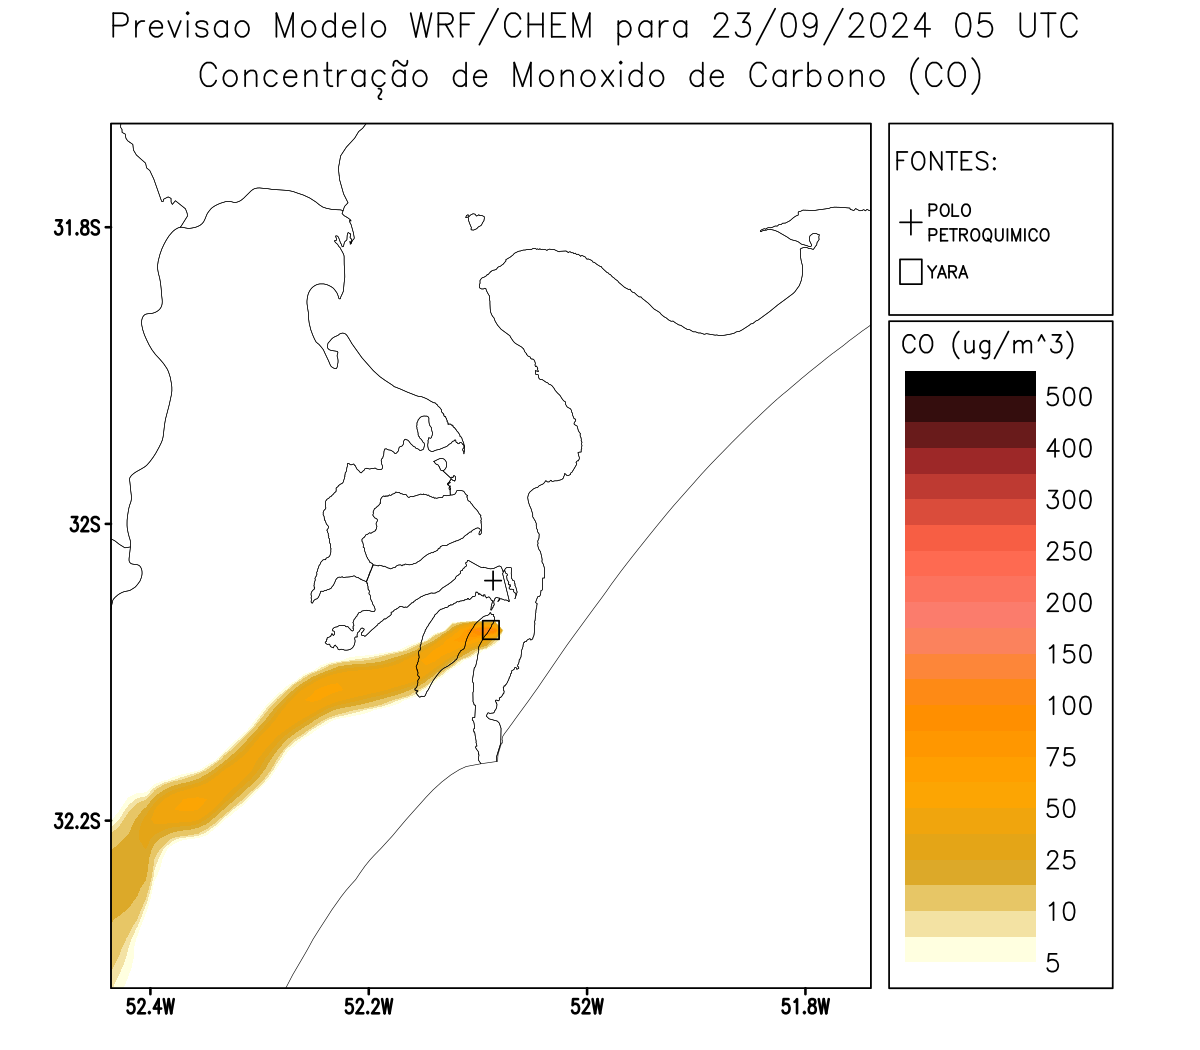 Previsao Modelo WRF/CHEM para 23/09/2024 05 UTC
Concentração de Monoxido de Carbono (CO)
FONTES:
POLO
PETROQUIMICO
YARA
CO (ug/m^3)
500
400
300
250
200
150
100
75
50
25
10
5
31.8S
32S
32.2S
52.4W
52.2W
52W
51.8W